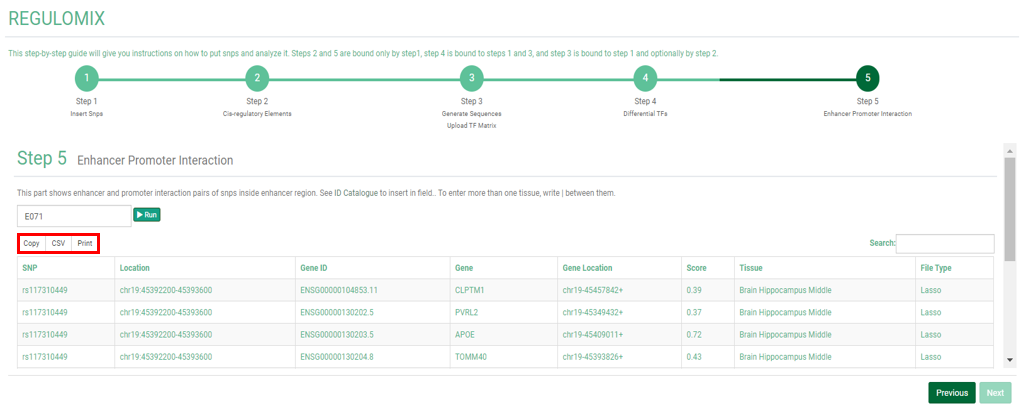 REGULOMIX
This step-by-step guide will give you instructions on how to put snps and analyze it. Steps 2 and 5 are bound only by step1, step 4 is bound to steps 1 and 3, and step 3 is bound to step 1 and optionally by step 2.
1 2 3 4 5
Step 1 Step 2 Step 3 Step 4 Step 5
Insert Snps Cis-regulatory Elements Generate Sequences Differential TFs Enhancer Promoter Interaction
Upload TF Matrix
Step 5 Enhancer Promoter Interaction
This part shows enhancer and promoter interaction pairs of snps inside enhancer region. See ID Catalogue to insert in field.. To enter more than one tissue, write | between them.
E071 Run
Copy CSV Print Search:
SNP Location Gene ID Gene Gene Location Score Tissue File Type
rs117310449 chr19:45392200-45393600 ENSG00000104853.11 CLPTM1 chr19-45457842+ 0.39 Brain Hippocampus Middle Lasso
rs117310449 chr19:45392200-45393600 ENSG00000130202.5 PVRL2 chr19-45349432+ 0.37 Brain Hippocampus Middle Lasso
rs117310449 chr19:45392200-45393600 ENSG00000130203.5 APOE chr19-45409011+ 0.72 Brain Hippocampus Middle Lasso
rs117310449 chr19:45392200-45393600 ENSG00000130204.8 TOMM40 chr19-45393826+ 0.43 Brain Hippocampus Middle Lasso
Previous Next